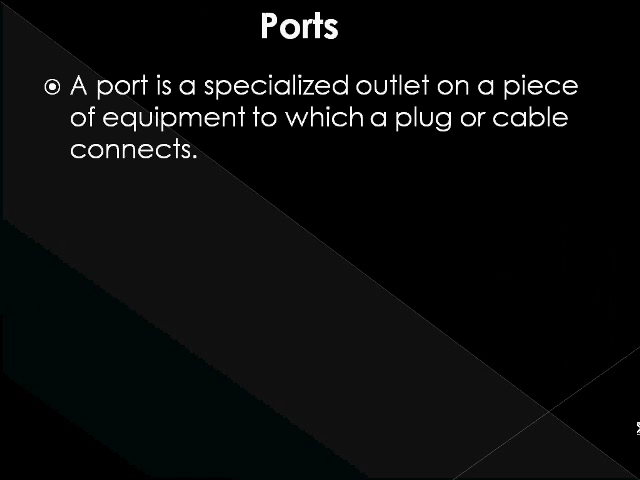 Ports
A port is a specialized outlet on a piece
of equipment to which a plug or cable
connects.